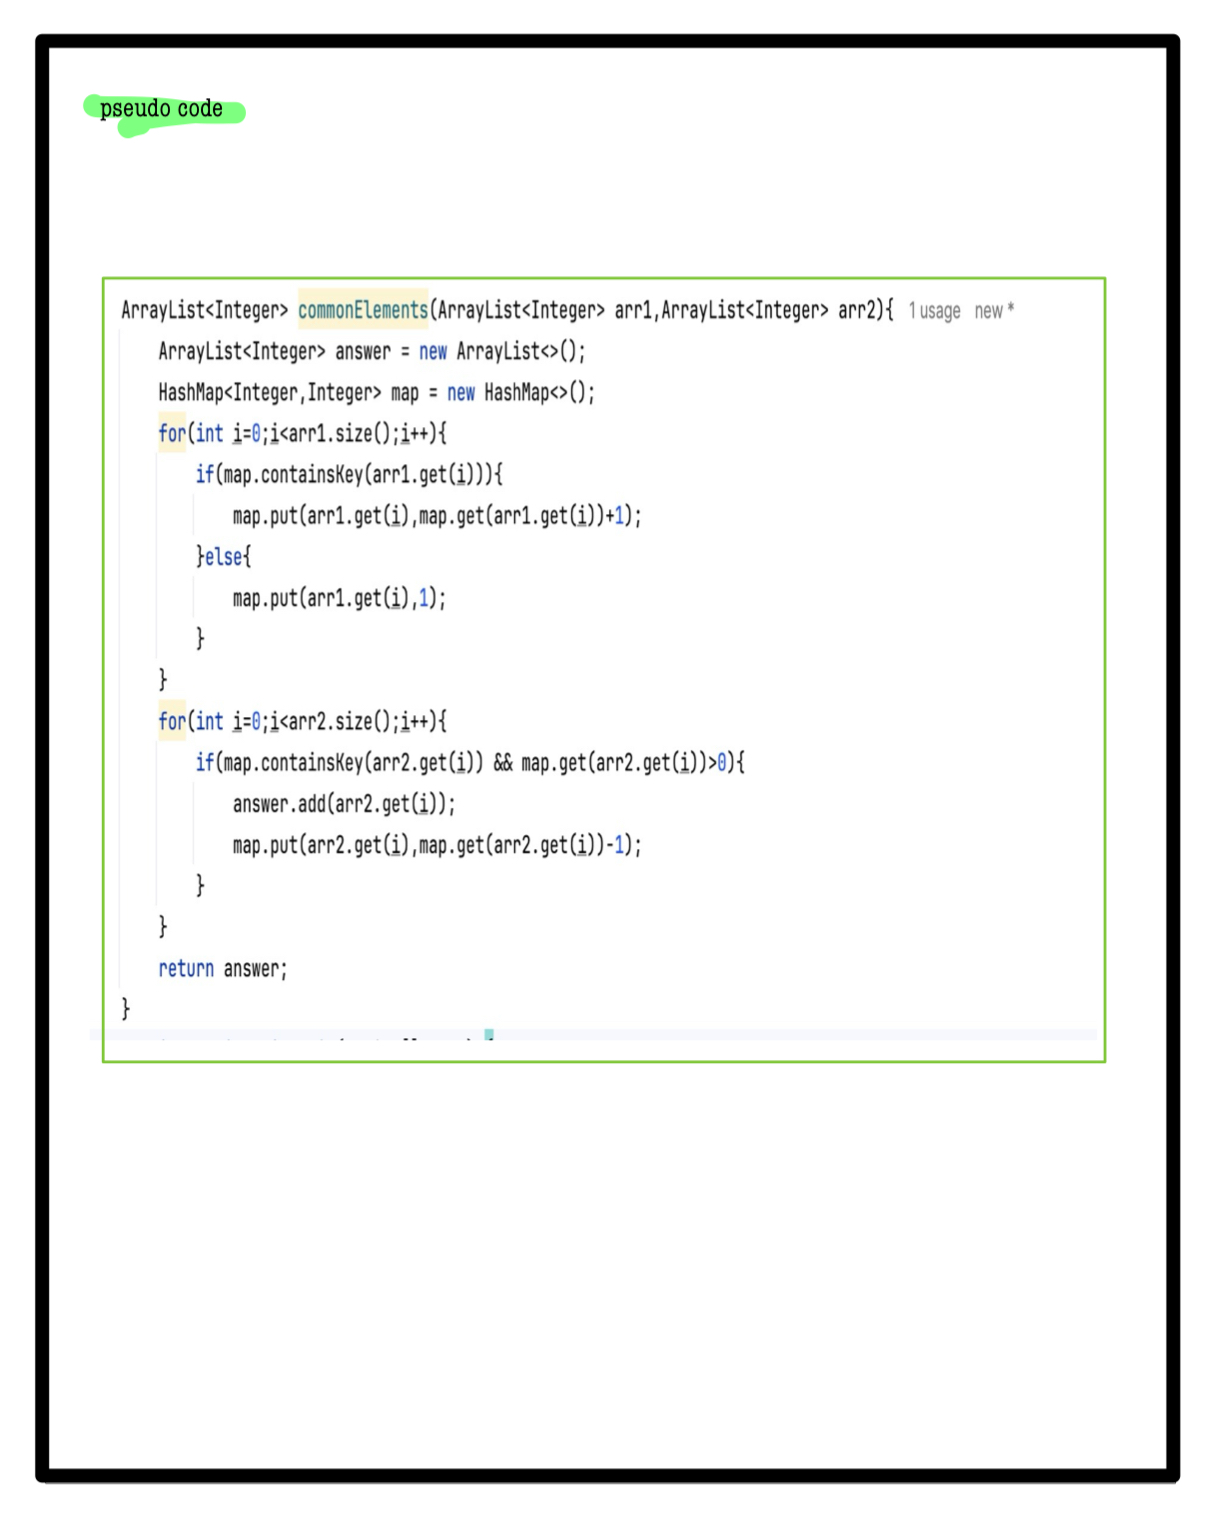 pseudo code
ArrayList<Integer> commonElements(ArrayList<Integer> arr1,ArrayList<Integer> arr2){ 1 usage new *
ArrayList<Integer> answer = new ArrayList<>();
HashMap<Integer,Integer> map = new HashMap<>();
for(int i=0;i<arr1.size();i++){
if(map.containsKey(arr1.get(i))){
map.put(arr1.get(i),map.get(arr1.get(i))+1);
}else{
map.put(arr1.get(i),1);
}
}
for(int i=0;i<arr2.size();i++){
if(map.containsKey(arr2.get(i)) && map.get(arr2.get(i))>0){
answer.add(arr2.get(i));
map.put(arr2.get(i),map.get(arr2.get(i))-1);
}
}
return answer;
}